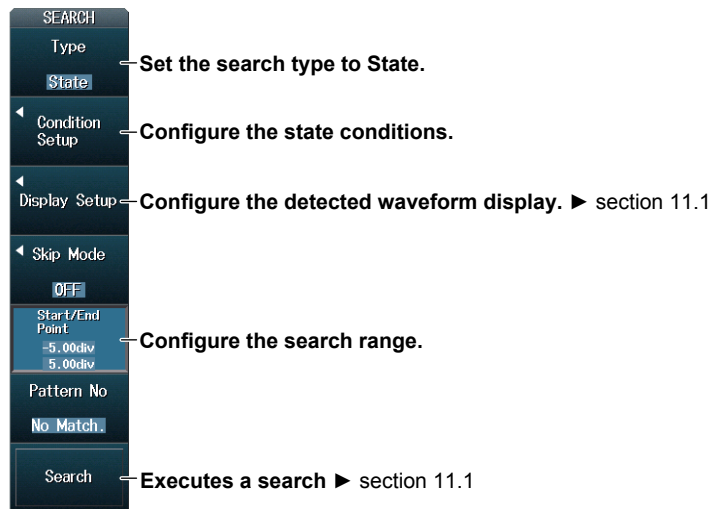 SEARCH
Type
State
Set the search type to State.
Condition
Setup
Configure the state conditions.
Display Setup
Configure the detected waveform display. ► section 11.1
Skip Mode
OFF
Start/End
Point
-5.00div
5.00div
Configure the search range.
Pattern No
No Match.
Search
Executes a search ► section 11.1